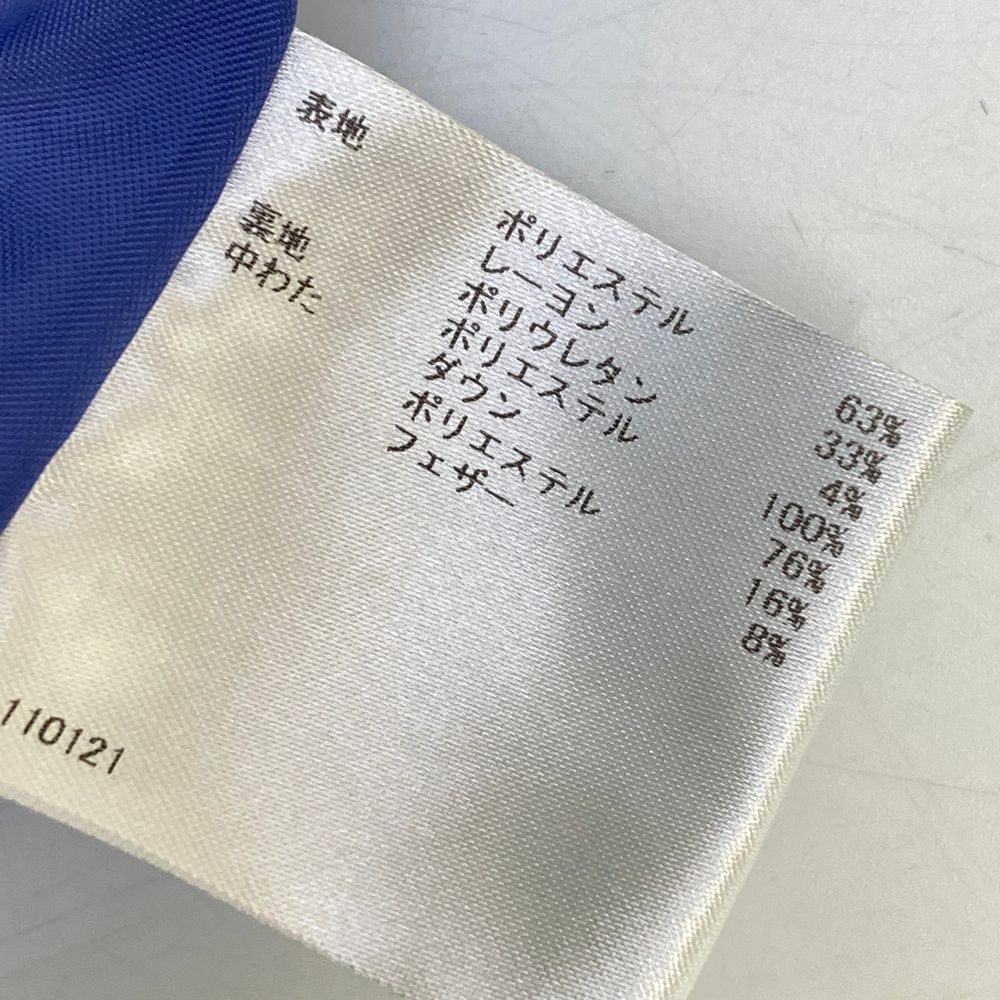 表地 ポリエステル 63%
レーヨン 33%
ポリウレタン 4%
裏地 ポリエステル 100%
中わた ダウン 76%
ポリエステル 16%
フェザー 8%
110121